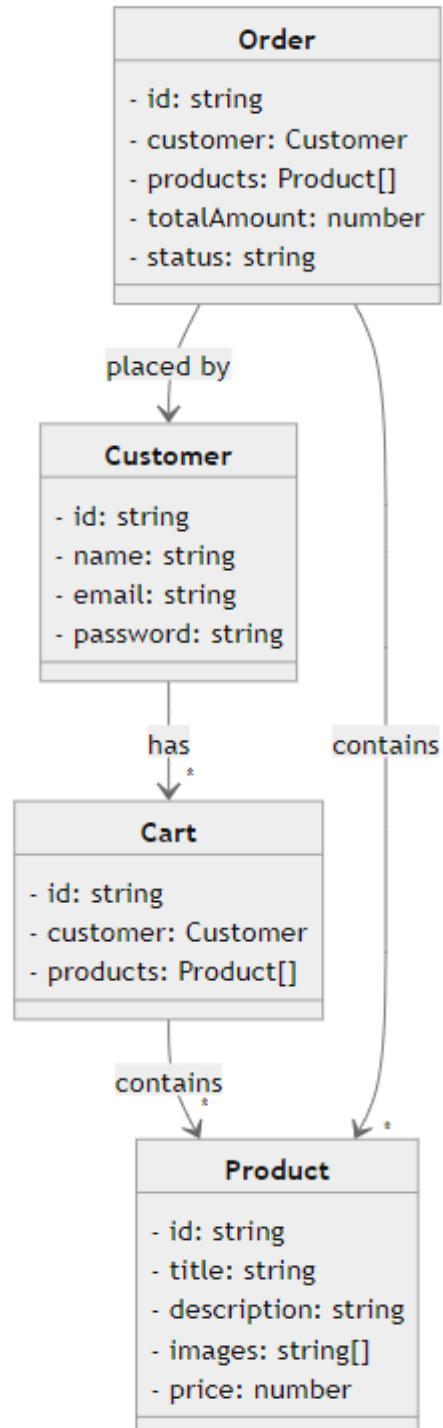 Order
- id: string
- customer: Customer
- products: Product[]
- totalAmount: number
- status: string
placed by
Customer
- id: string
- name: string
- email: string
- password: string
has
contains
*
Cart
- id: string
- customer: Customer
- products: Product[]
contains
*
*
Product
- id: string
- title: string
- description: string
- images: string[]
- price: number